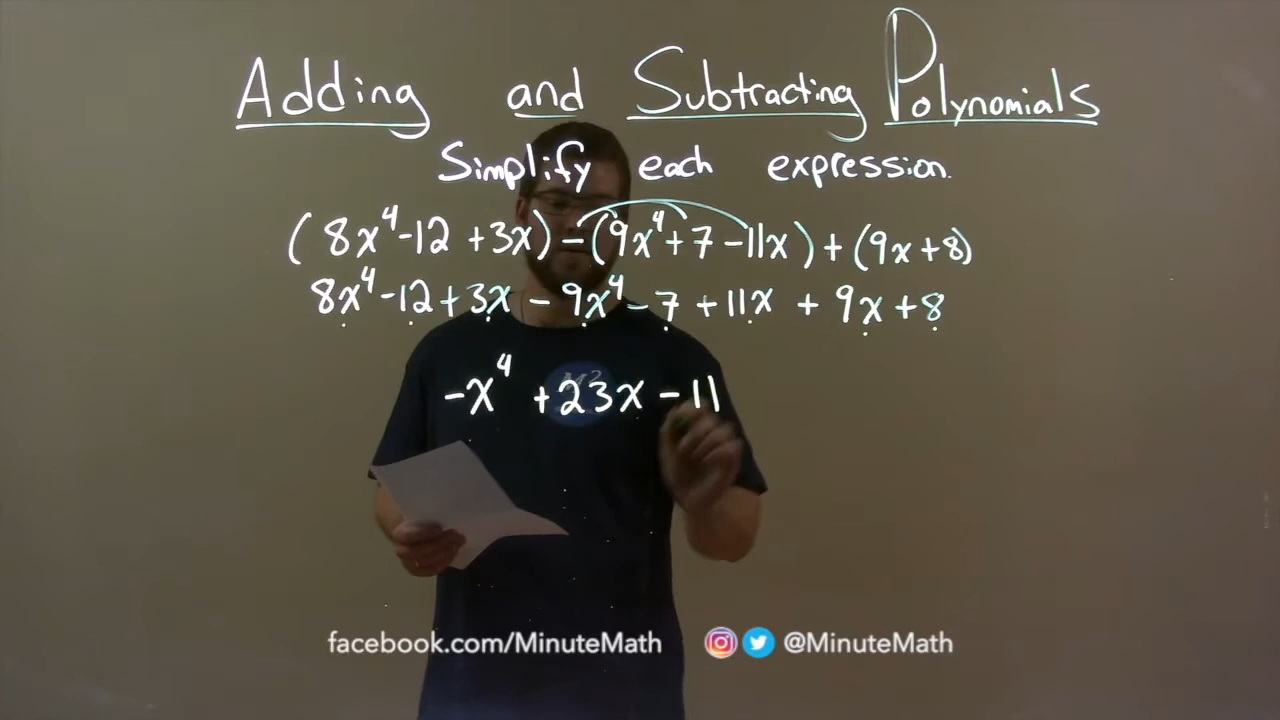 Adding and Subtracting Polynomials
Simplify each expression.
(8x⁴-12+3x)-(9x⁴+7-11x)+(9x+8)
8x⁴-12+3x-9x⁴-7+11x+9x+8
M²
-x⁴+23x-11
facebook.com/MinuteMath @MinuteMath